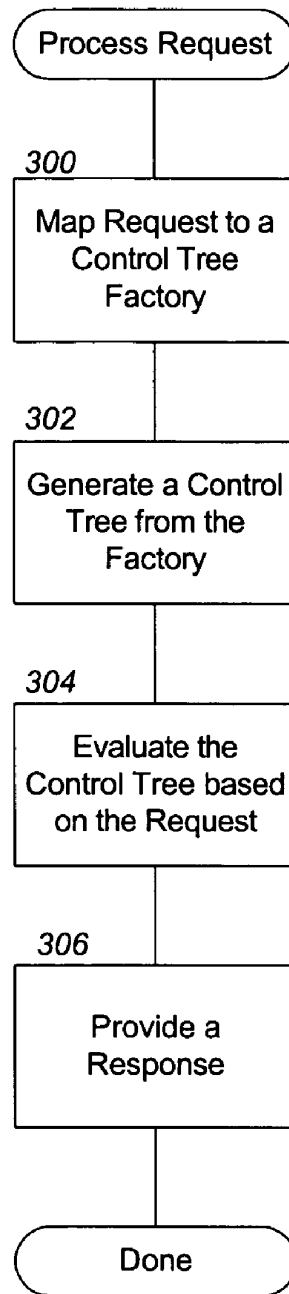 Process Request
300
Map Request to a
Control Tree
Factory
302
Generate a Control
Tree from the
Factory
304
Evaluate the
Control Tree based
on the Request
306
Provide a
Response
Done